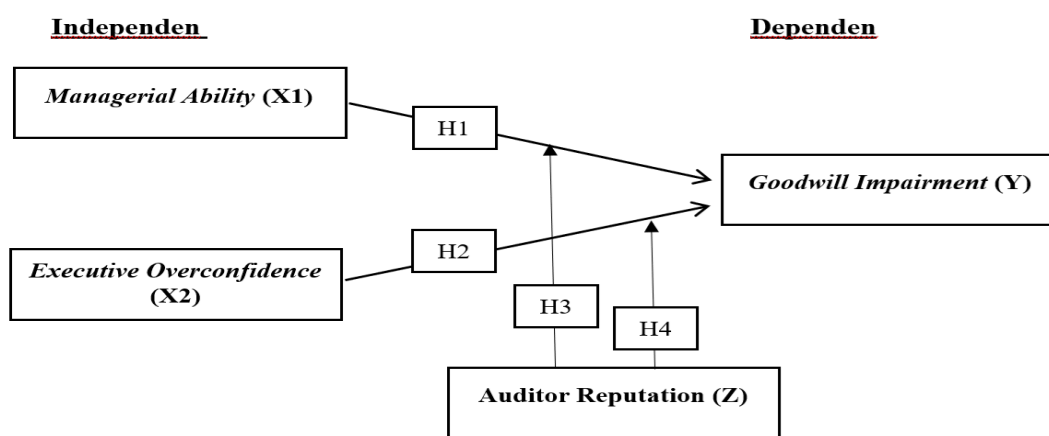 Independen
Dependen
Managerial Ability (X1)
H1
Goodwill Impairment (Y)
H2
Executive Overconfidence
(X2)
H3
H4
Auditor Reputation (Z)